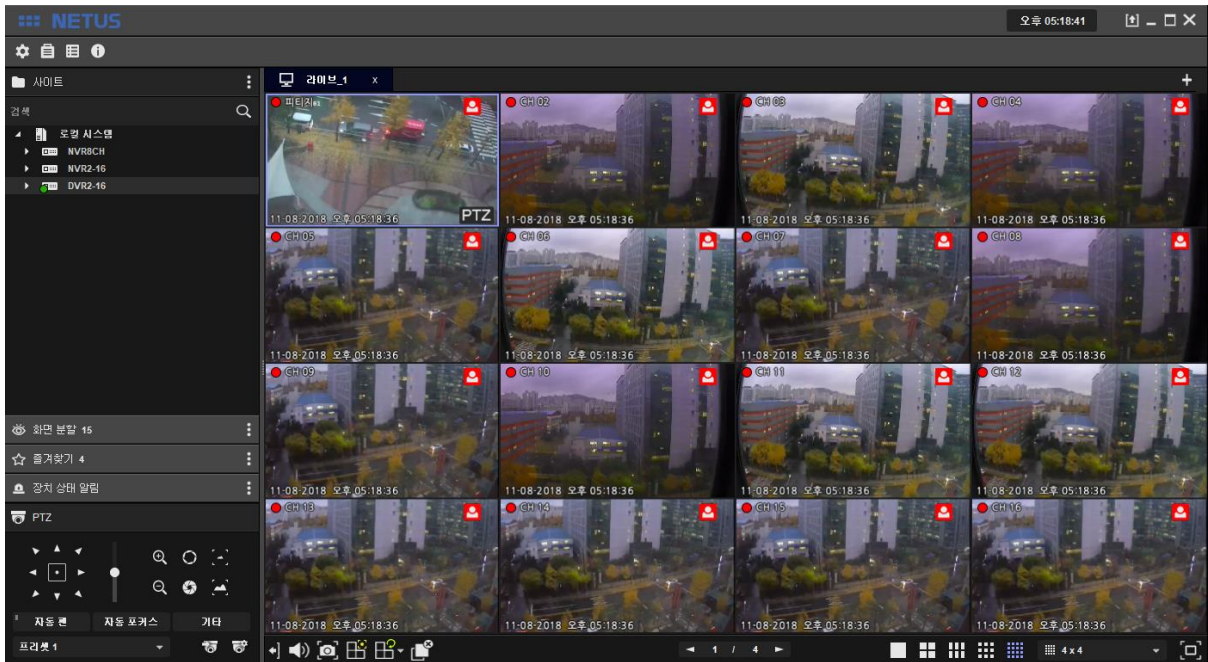 NETUS
오후 05:18:41
사이트
라이브_1 x
검색
로컬 시스템
NVR8CH
NVR2-16
DVR2-16
화면 분할 15
즐겨찾기 4
장치 상태 알림
PTZ
자동 팬 자동 포커스 기타
프리셋 1
피티지
11-08-2018 오후 05:18:36
PTZ
CH 02
11-08-2018 오후 05:18:36
CH 03
11-08-2018 오후 05:18:36
CH 04
11-08-2018 오후 05:18:36
CH 05
11-08-2018 오후 05:18:36
CH 06
11-08-2018 오후 05:18:36
CH 07
11-08-2018 오후 05:18:36
CH 08
11-08-2018 오후 05:18:36
CH 09
11-08-2018 오후 05:18:36
CH 10
11-08-2018 오후 05:18:36
CH 11
11-08-2018 오후 05:18:36
CH 12
11-08-2018 오후 05:18:36
CH 13
11-08-2018 오후 05:18:36
CH 14
11-08-2018 오후 05:18:36
CH 15
11-08-2018 오후 05:18:36
CH 16
11-08-2018 오후 05:18:36
1 / 4
4 x 4